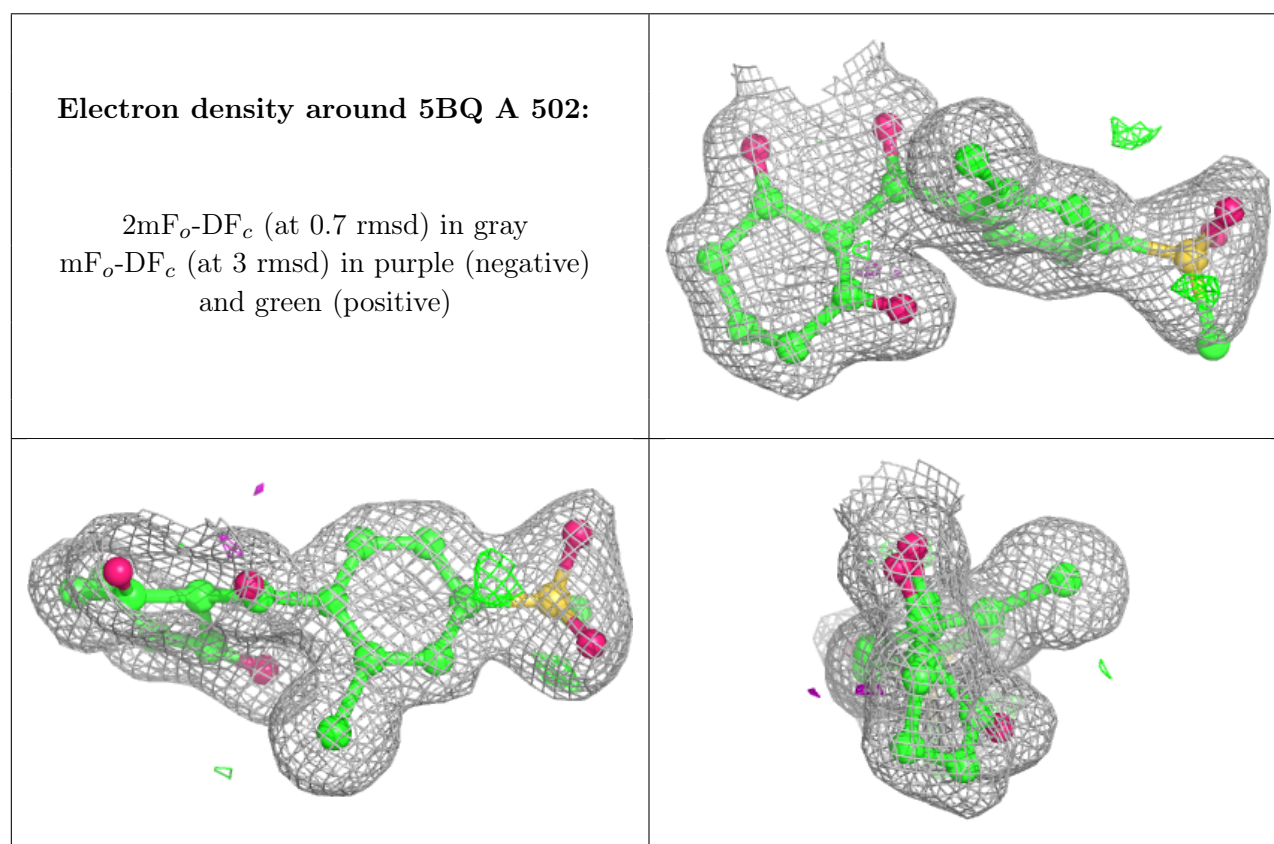 Electron density around 5BQ A 502:
2mFo-DFc (at 0.7 rmsd) in gray
mFo-DFc (at 3 rmsd) in purple (negative)
and green (positive)